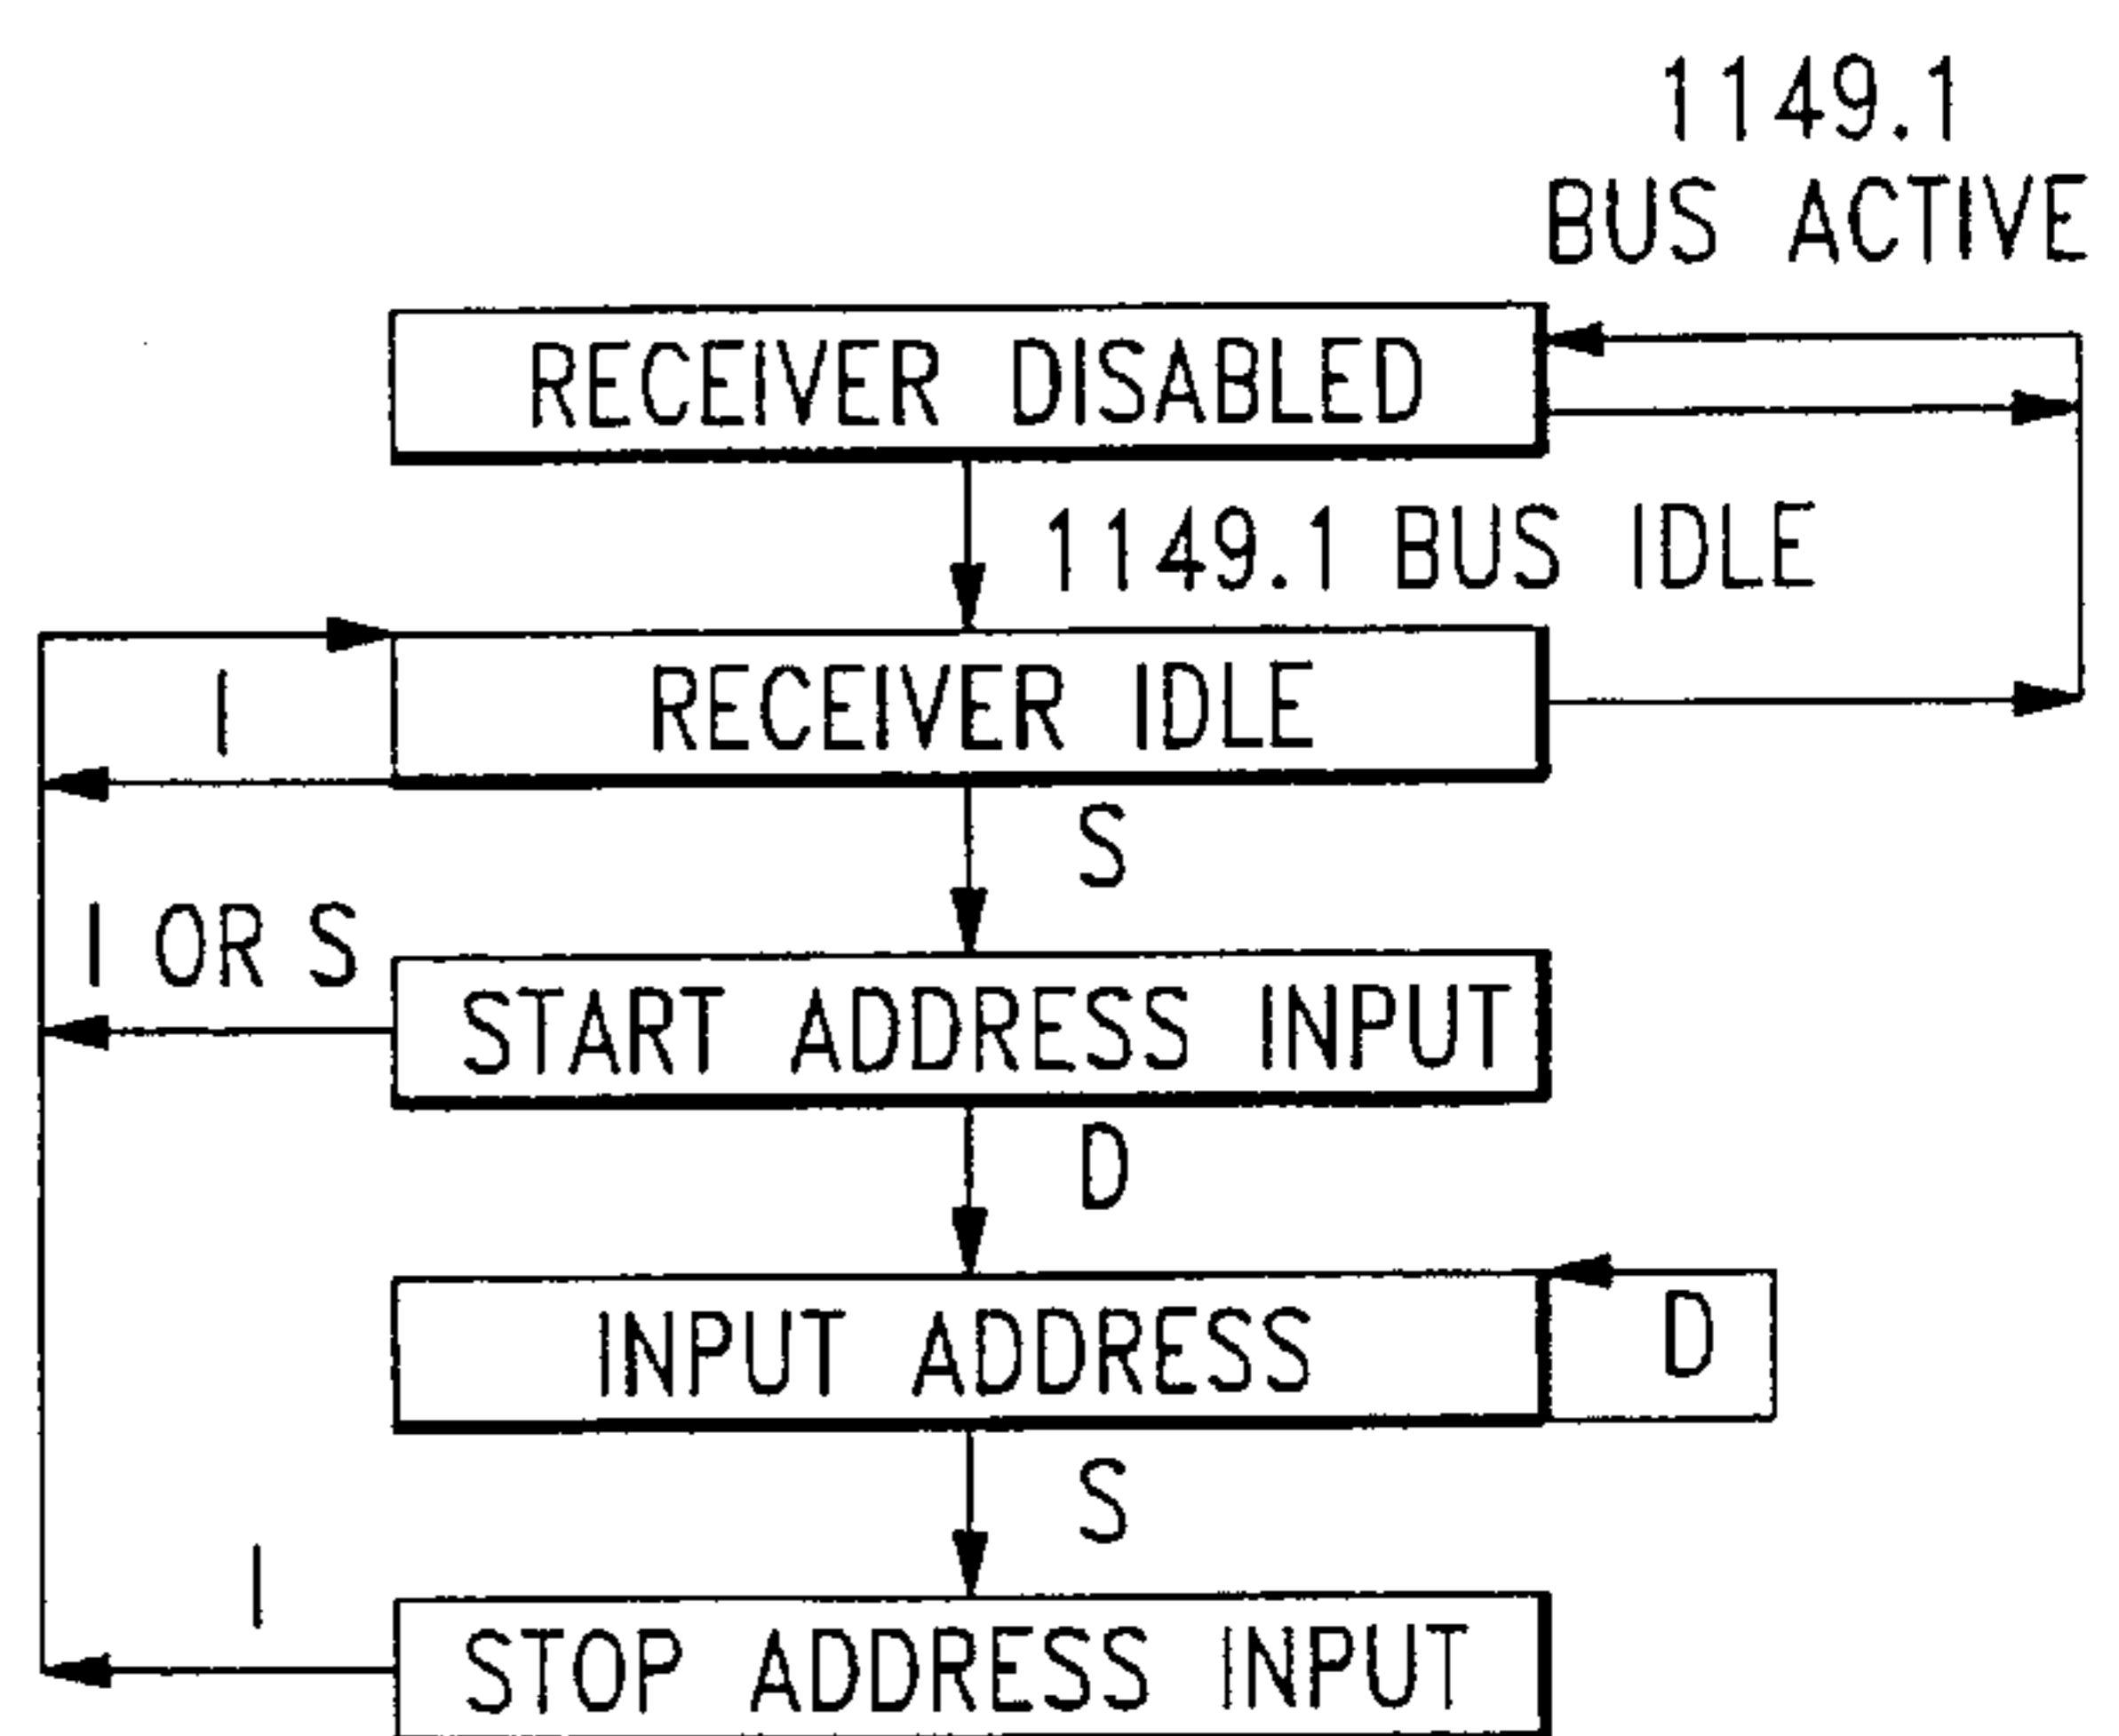 1149.1
BUS ACTIVE
RECEIVER DISABLED
1149.1 BUS IDLE
I
RECEIVER IDLE
S
I OR S
START ADDRESS INPUT
D
INPUT ADDRESS
D
S
I
STOP ADDRESS INPUT